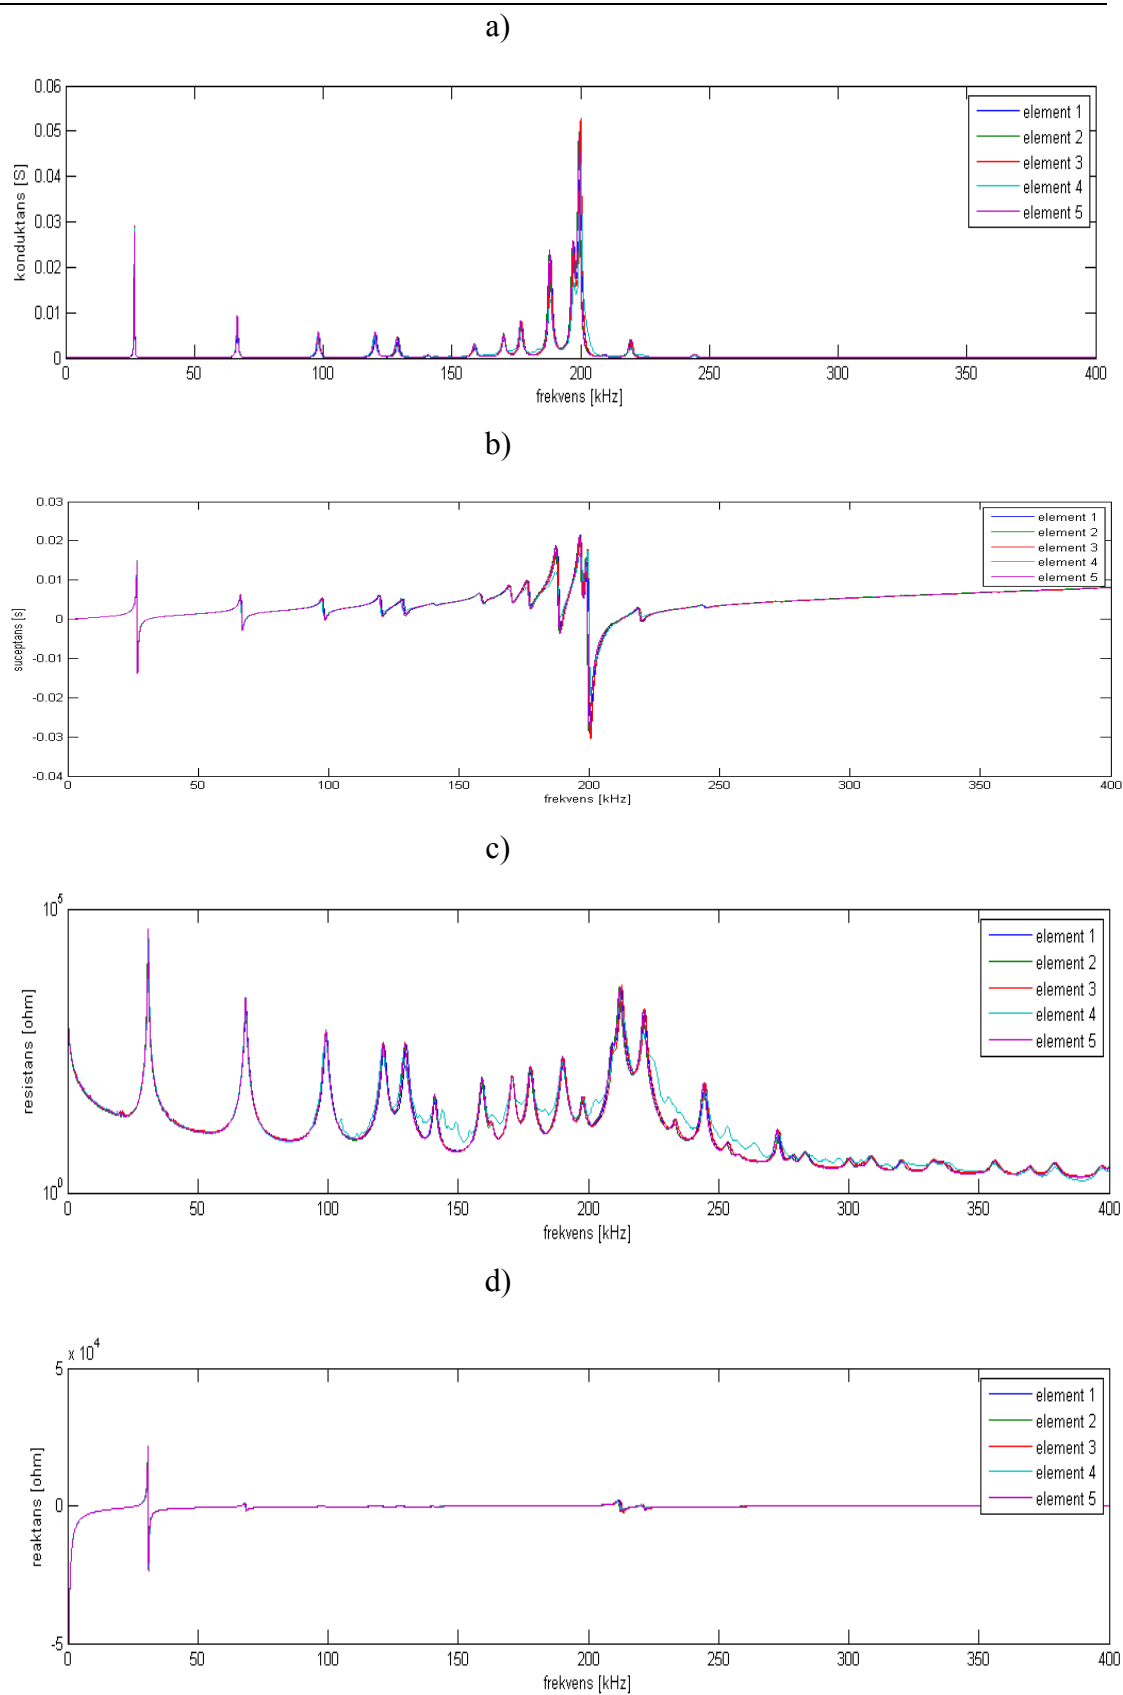 a)
0.06
0.05
0.04
0.03
0.02
0.01
0
konduktans [S]
element 1
element 2
element 3
element 4
element 5
0 50 100 150 200 250 300 350 400
frekvens [kHz]
b)
0.03
0.02
0.01
0
-0.01
-0.02
-0.03
-0.04
suceptans [s]
element 1
element 2
element 3
element 4
element 5
0 50 100 150 200 250 300 350 400
frekvens [kHz]
c)
10^5
10^0
resistans [ohm]
element 1
element 2
element 3
element 4
element 5
0 50 100 150 200 250 300 350 400
frekvens [kHz]
d)
x 10^4
5
0
-5
reaktans [ohm]
element 1
element 2
element 3
element 4
element 5
0 50 100 150 200 250 300 350 400
frekvens [kHz]